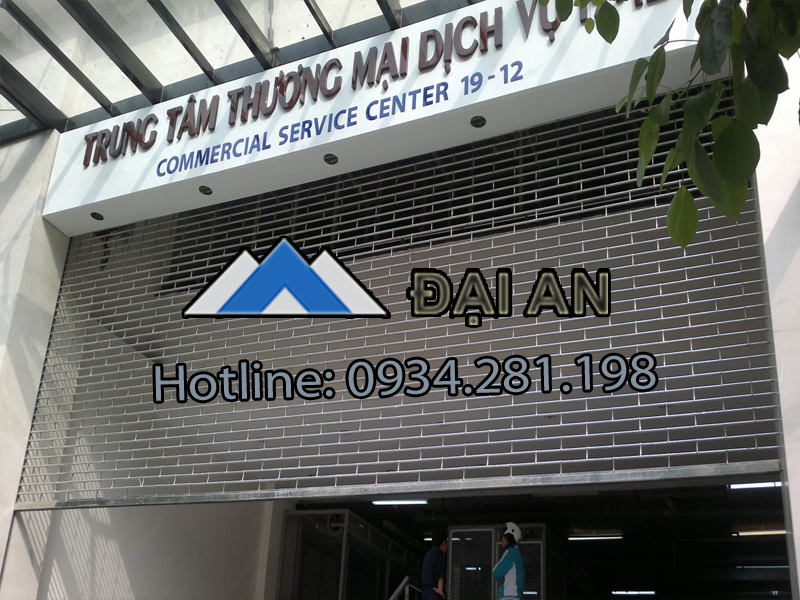 TRUNG TÂM THƯƠNG MẠI DỊCH VỤ
COMMERCIAL SERVICE CENTER 19-12
ĐẠI AN
Hotline: 0934.281.198